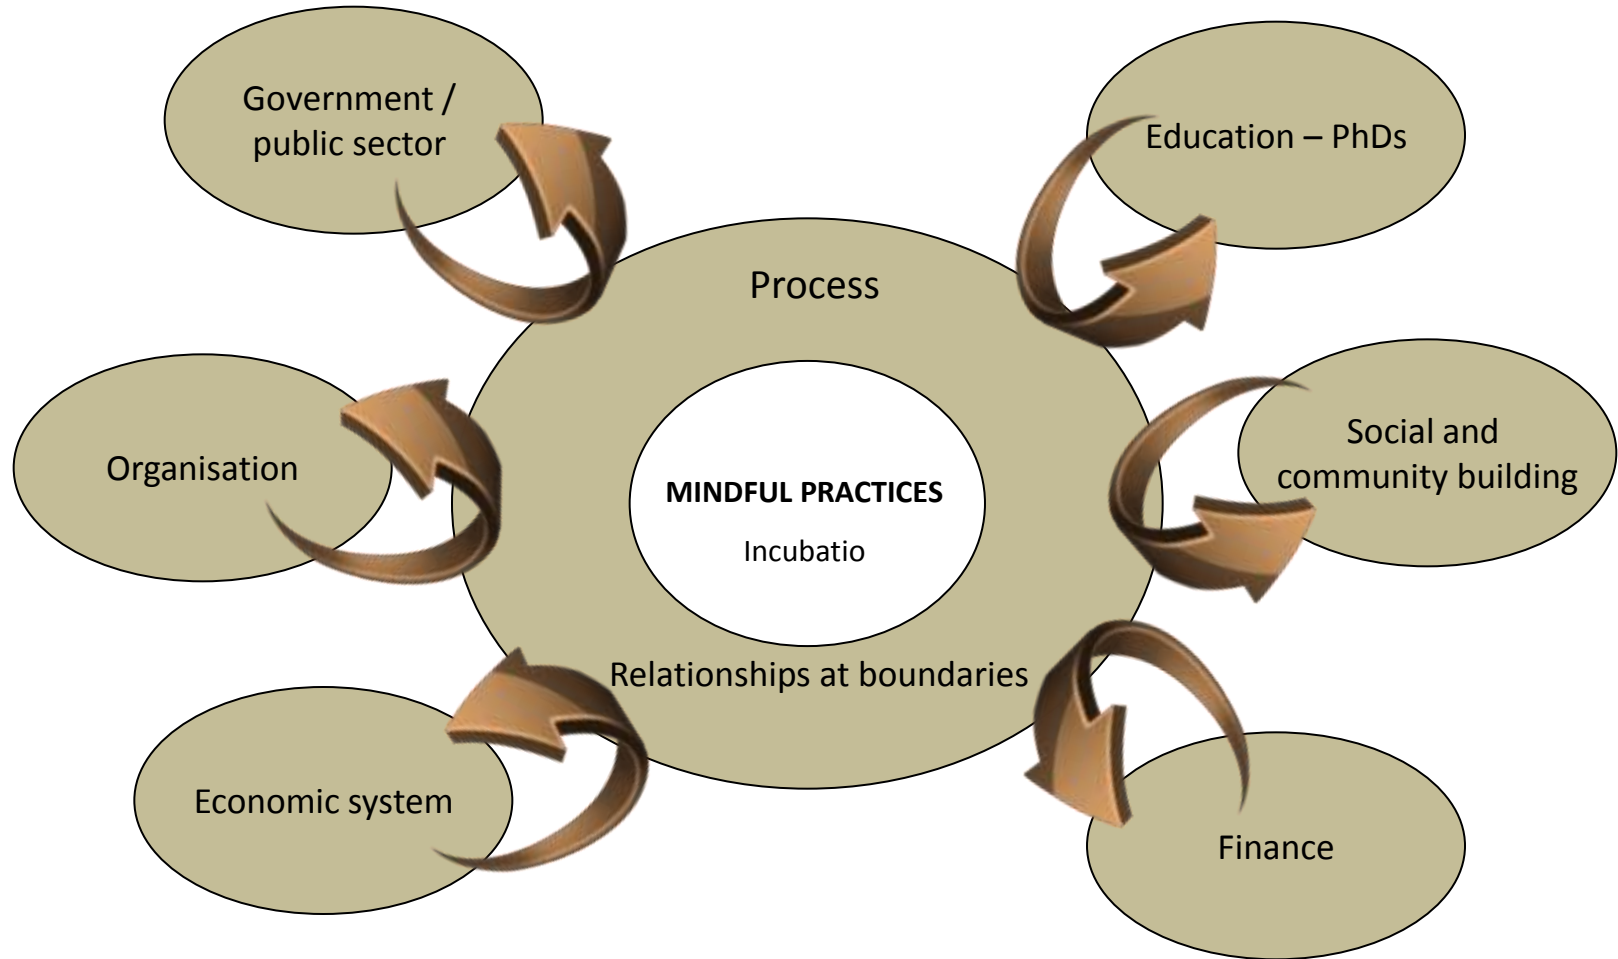 Government /
public sector
Education – PhDs
Process
Organisation
Social and
community building
MINDFUL PRACTICES
Incubatio
Relationships at boundaries
Economic system
Finance